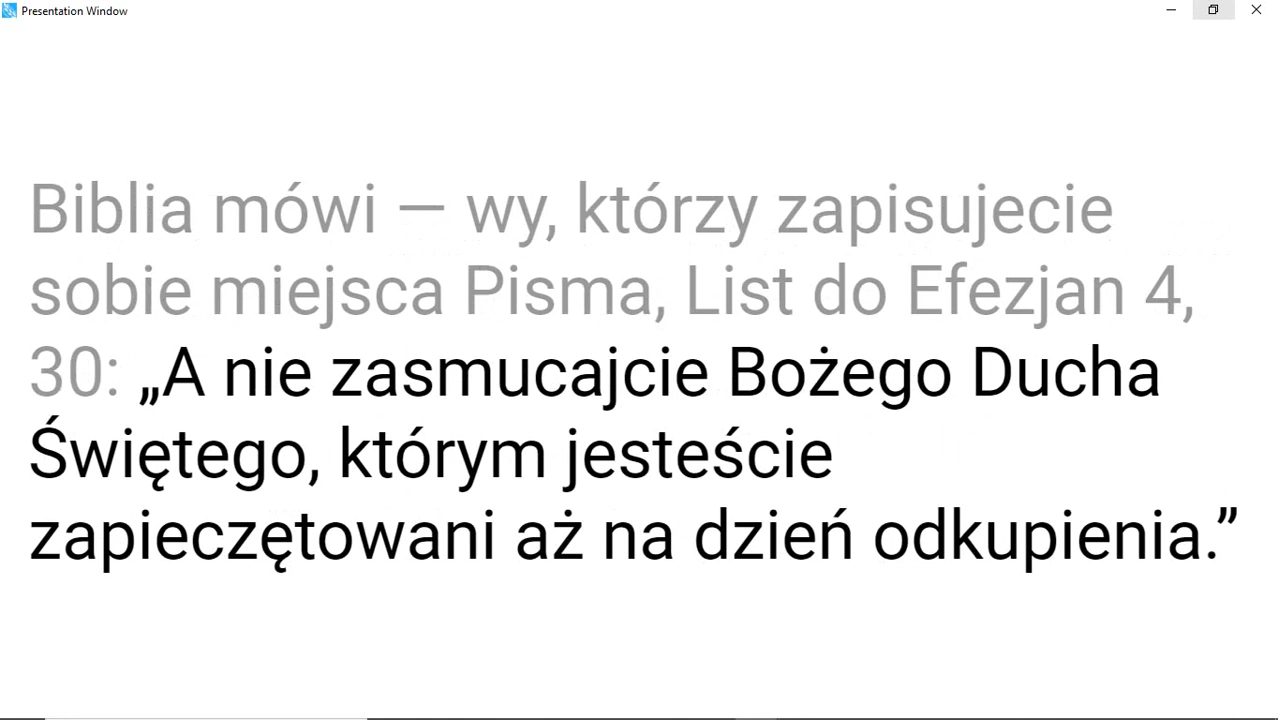 Presentation Window
Biblia mówi — wy, którzy zapisujecie
sobie miejsca Pisma, List do Efezjan 4,
30: „A nie zasmucajcie Bożego Ducha
Świętego, którym jesteście
zapieczętowani aż na dzień odkupienia.”